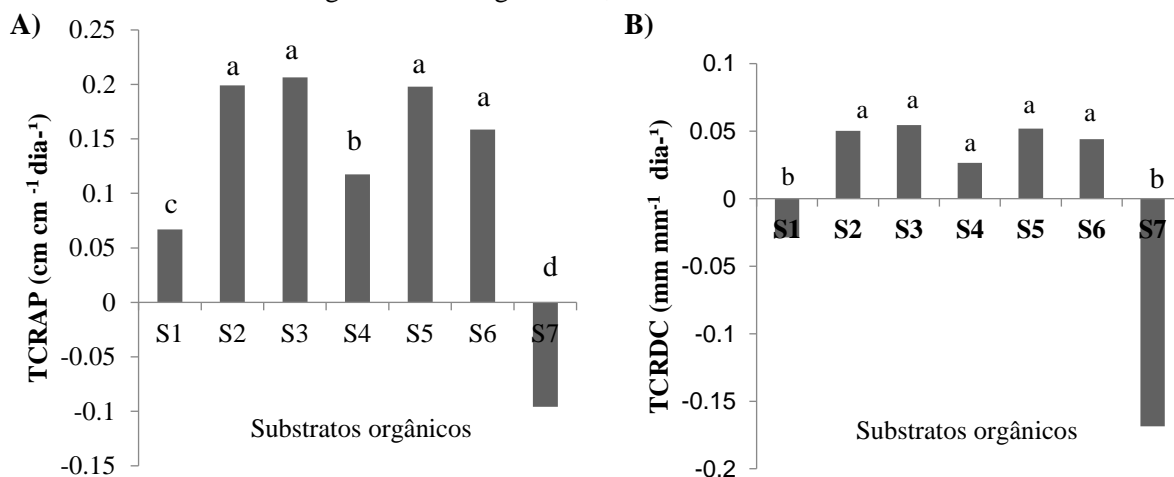 A)
TCRAP (cm cm -¹ dia-¹)
0.25
0.2
0.15
0.1
0.05
0
-0.05
-0.1
-0.15
c
a
a
b
a
a
d
S1 S2 S3 S4 S5 S6 S7
Substratos orgânicos
B)
TCRDC (mm mm-¹ dia-¹)
0.1
0.05
0
-0.05
-0.1
-0.15
-0.2
b
a
a
a
a
a
b
S1 S2 S3 S4 S5 S6 S7
Substratos orgânicos